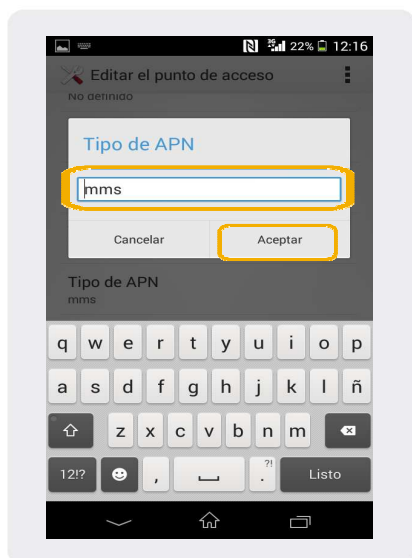 3G 22% 12:16
Editar el punto de acceso
No definido
Tipo de APN
mms
Cancelar Aceptar
Tipo de APN
mms
q w e r t y u i o p
a s d f g h j k l ñ
z x c v b n m
12!? , ?! . Listo